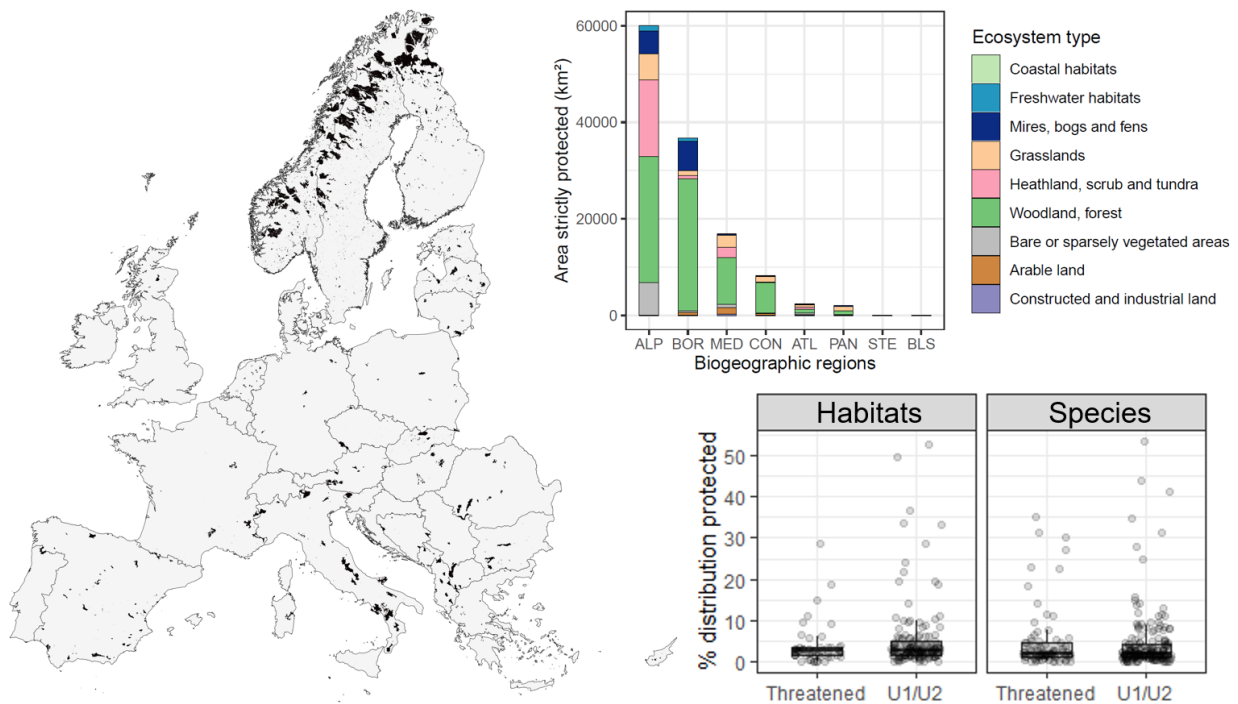 Area strictly protected (km²)
60000
40000
20000
0
ALP BOR MED CON ATL PAN STE BLS
Biogeographic regions
Ecosystem type
Coastal habitats
Freshwater habitats
Mires, bogs and fens
Grasslands
Heathland, scrub and tundra
Woodland, forest
Bare or sparsely vegetated areas
Arable land
Constructed and industrial land
Habitats Species
% distribution protected
50
40
30
20
10
0
Threatened U1/U2 Threatened U1/U2